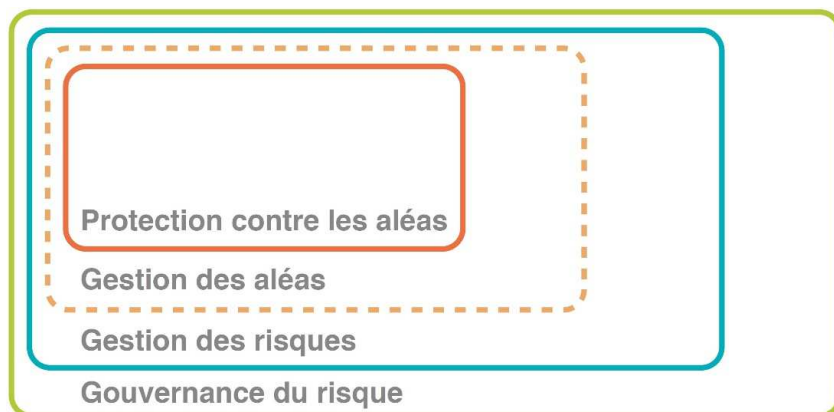 Protection contre les aléas
Gestion des aléas
Gestion des risques
Gouvernance du risque